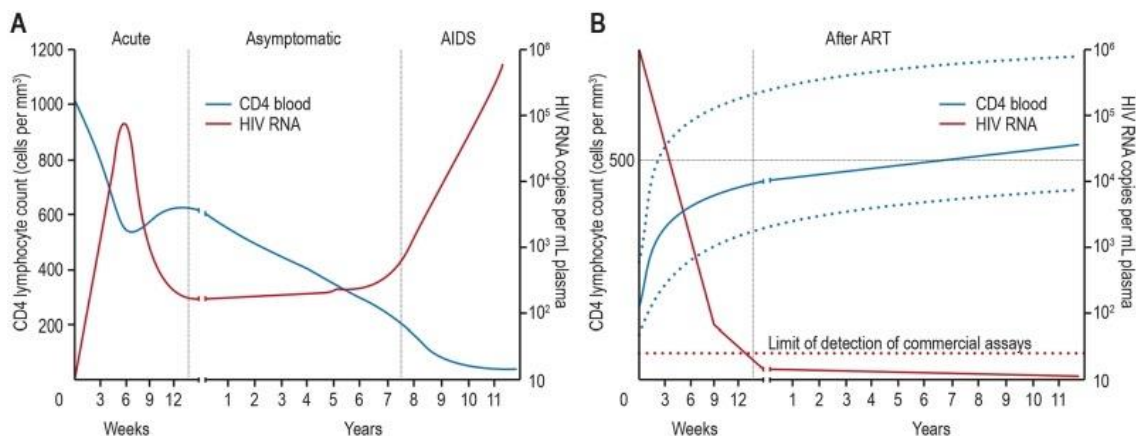 A
Acute Asymptomatic AIDS
CD4 lymphocyte count (cells per mm³)
1200
1000
800
600
400
200
CD4 blood
HIV RNA
10⁶
10⁵
10⁴
10³
10²
10
HIV RNA copies per mL plasma
0 3 6 9 12 1 2 3 4 5 6 7 8 9 10 11
Weeks Years
B
After ART
CD4 lymphocyte count (cells per mm³)
500
CD4 blood
HIV RNA
Limit of detection of commercial assays
10⁶
10⁵
10⁴
10³
10²
10
HIV RNA copies per mL plasma
0 3 6 9 12 1 2 3 4 5 6 7 8 9 10 11
Weeks Years